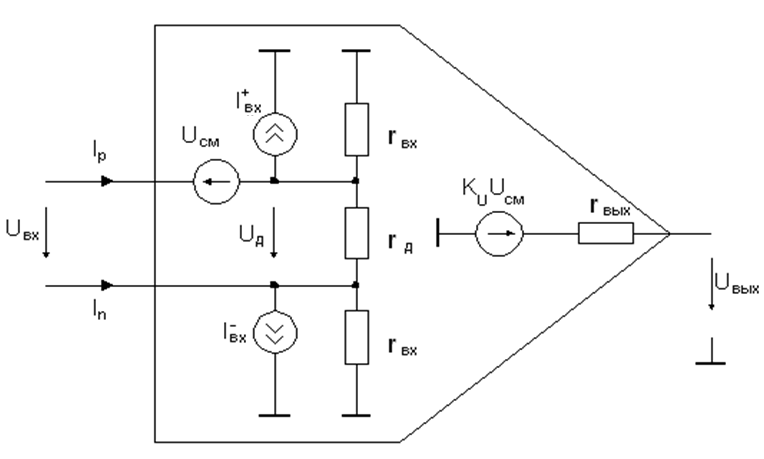 I⁺вх
Uсм
rвх
Ip
KUUсм
rвых
Uвх
Uд
rд
Uвых
In
I⁻вх
rвх